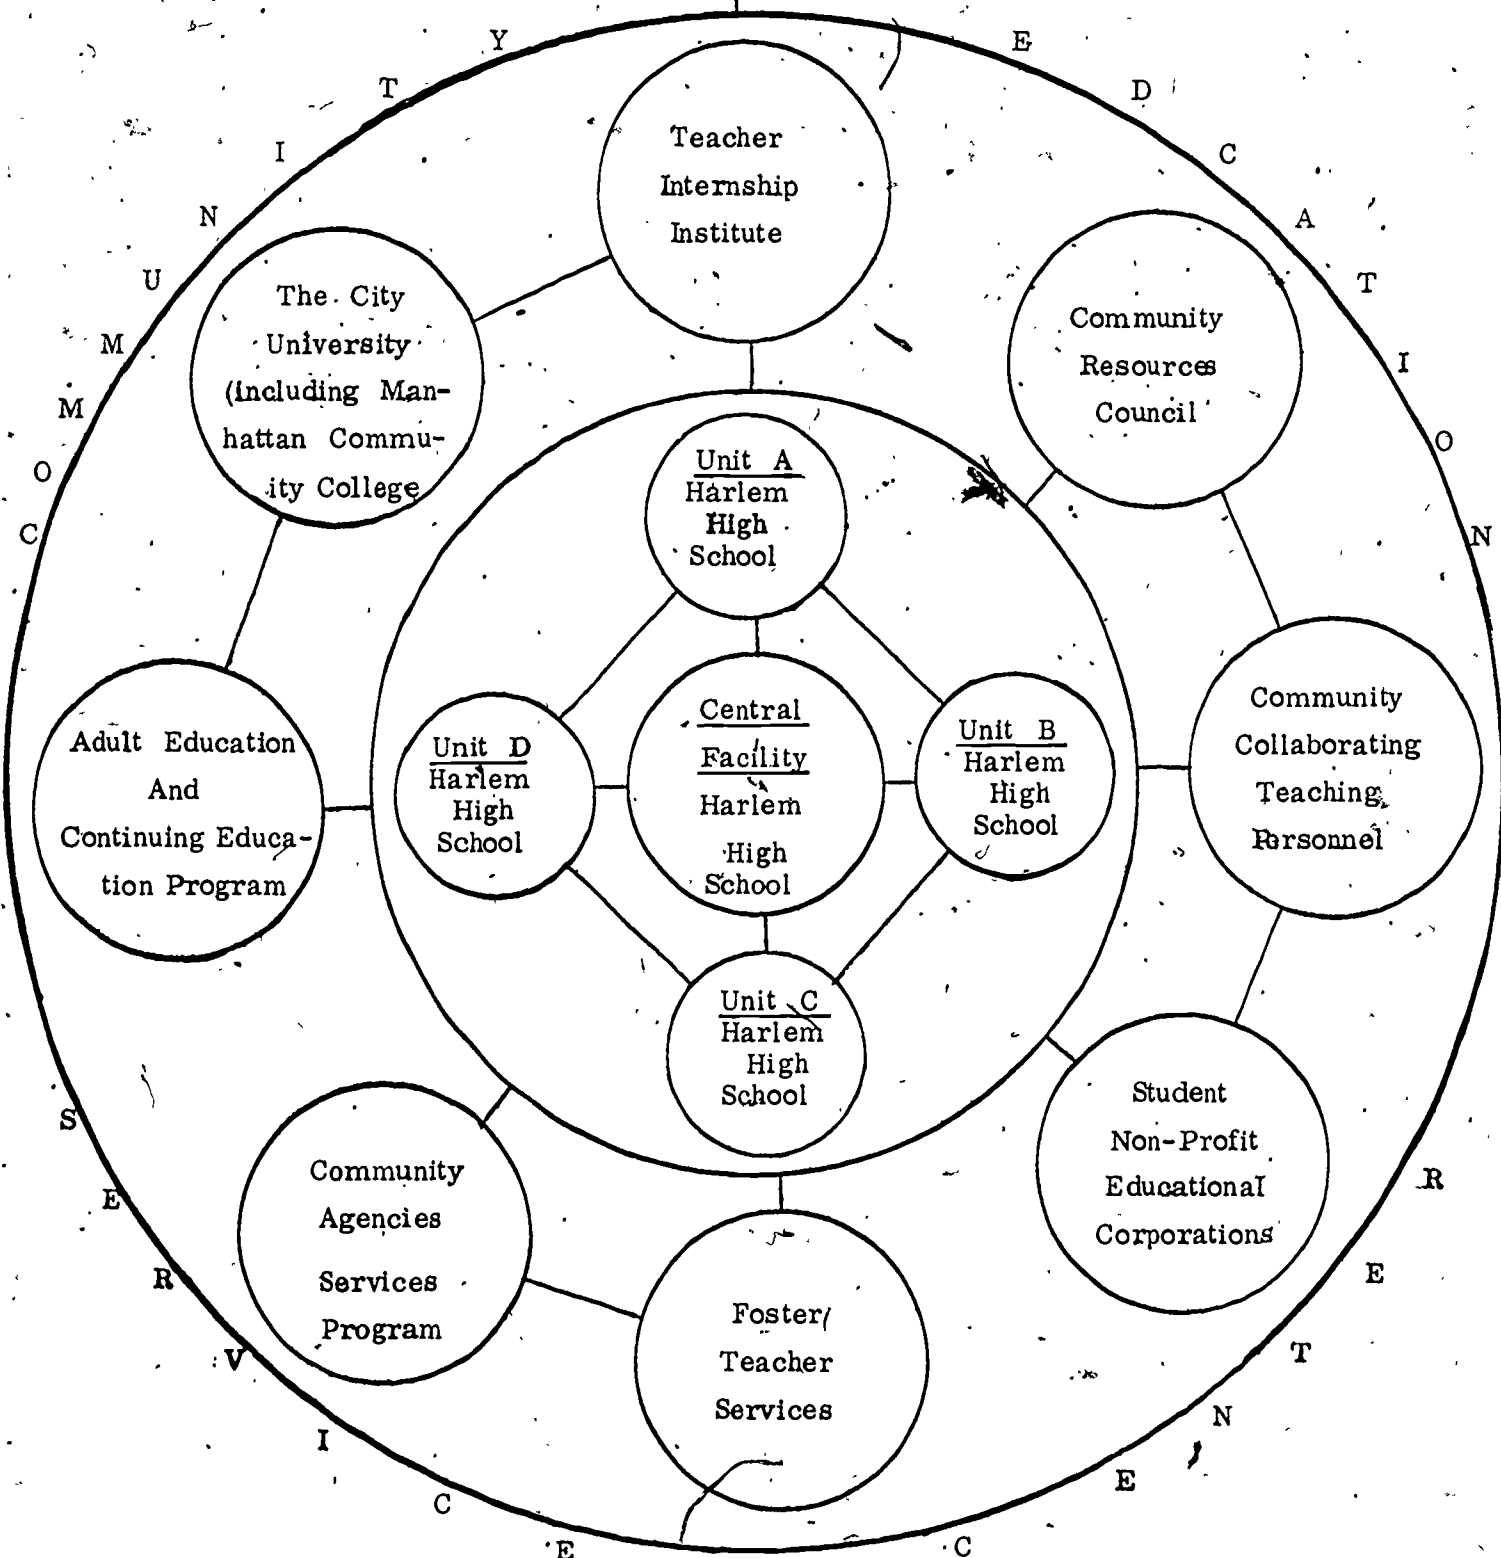 COMMUNITY
EDCATION
SERVICE
CENTER
Teacher
Internship
Institute
The City
University
(including Man-
hattan Commu-
ity College
Community
Resources
Council
Unit A
Harlem
High
School
Adult Education
And
Continuing Educa-
tion Program
Unit D
Harlem
High
School
Central
Facility
Harlem
High
School
Unit B
Harlem
High
School
Community
Collaborating
Teaching
Personnel
Unit C
Harlem
High
School
Community
Agencies
Services
Program
Foster
Teacher
Services
Student
Non-Profit
Educational
Corporations